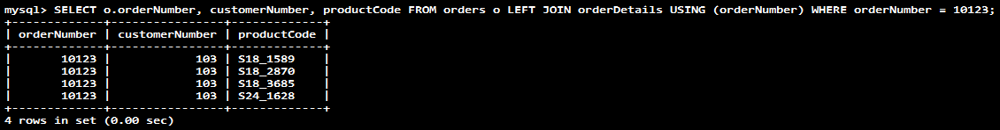 mysql> SELECT o.orderNumber, customerNumber, productCode FROM orders o LEFT JOIN orderDetails USING (orderNumber) WHERE orderNumber = 10123;
+-------------+----------------+-------------+
| orderNumber | customerNumber | productCode |
+-------------+----------------+-------------+
|       10123 |            103 | S18_1589    |
|       10123 |            103 | S18_2870    |
|       10123 |            103 | S18_3685    |
|       10123 |            103 | S24_1628    |
+-------------+----------------+-------------+
4 rows in set (0.00 sec)